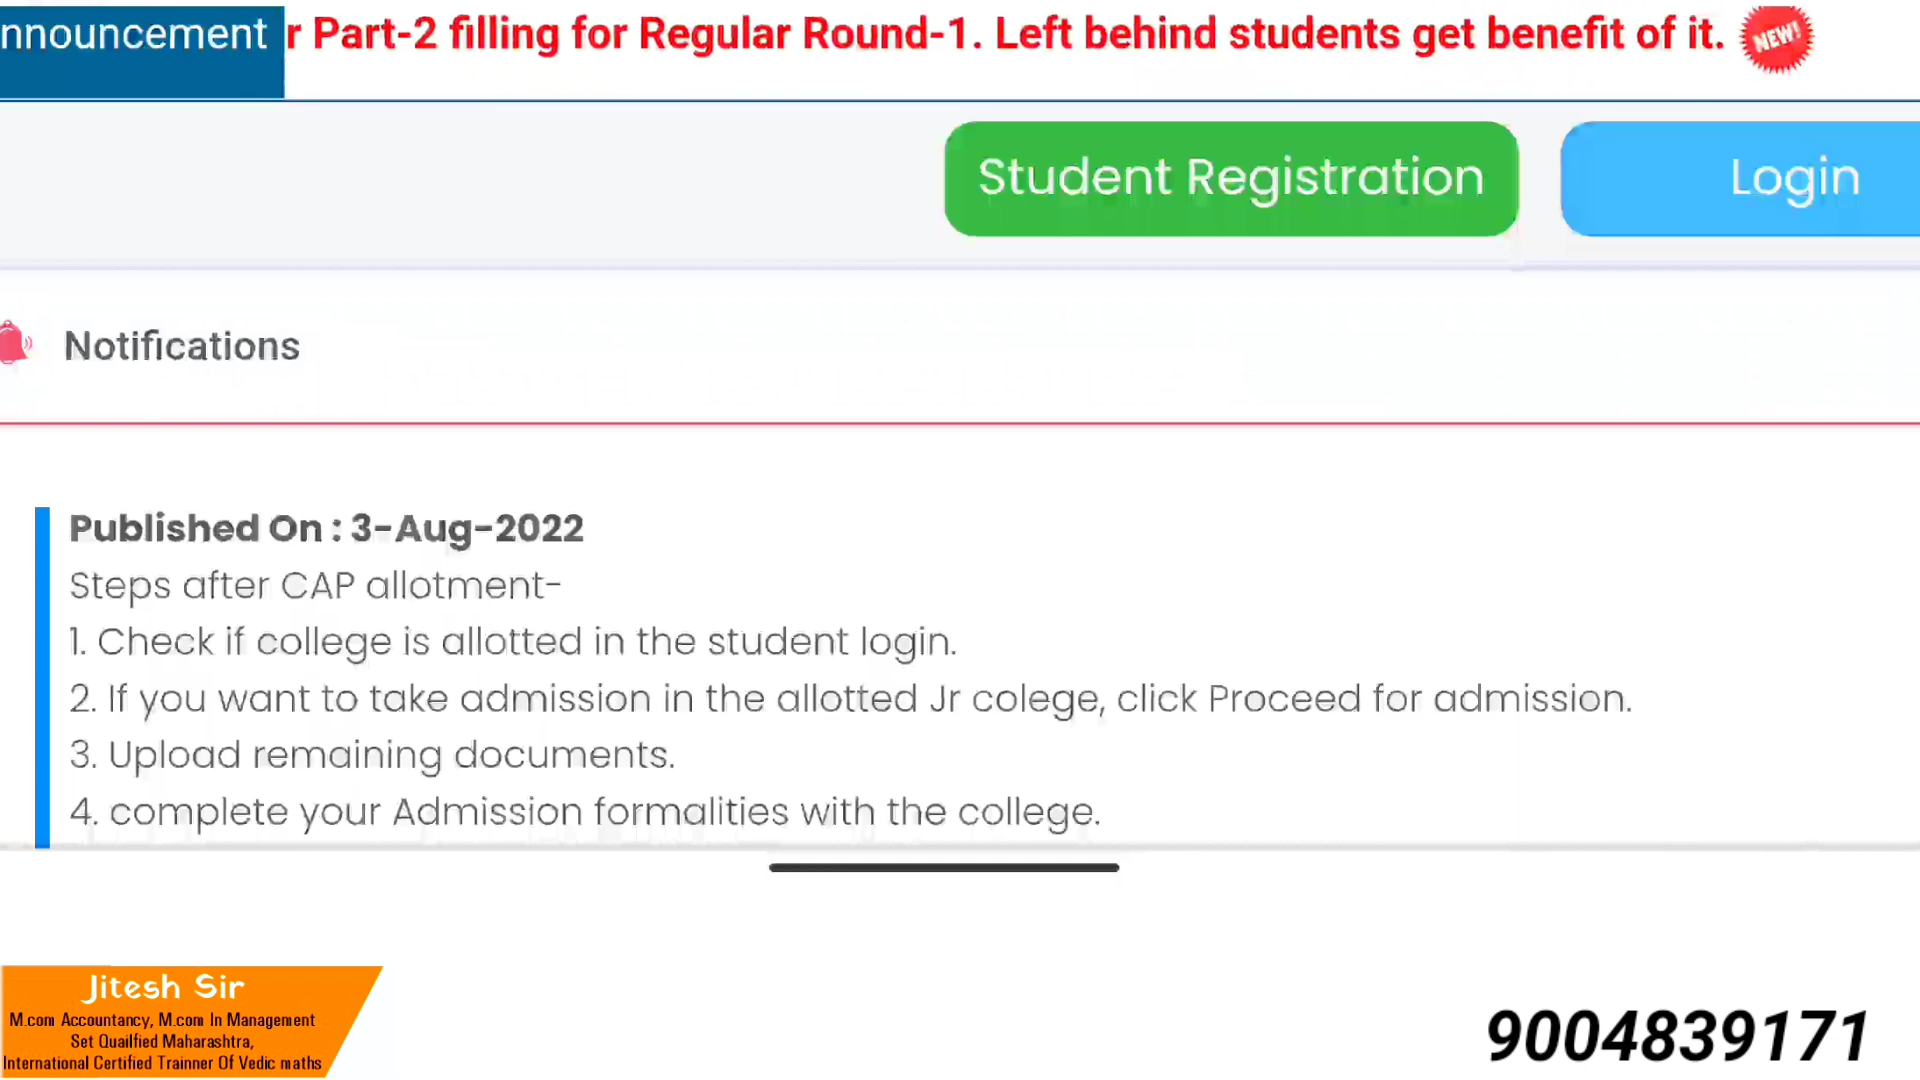 nnouncement r Part-2 filling for Regular Round-1. Left behind students get benefit of it. NEW!
Student Registration Login
Notifications
Published On : 3-Aug-2022
Steps after CAP allotment-
1. Check if college is allotted in the student login.
2. If you want to take admission in the allotted Jr colege, click Proceed for admission.
3. Upload remaining documents.
4. complete your Admission formalities with the college.
Jitesh Sir
M.com Accountancy, M.com In Management
Set Quailfied Maharashtra,
International Certified Trainner Of Vedic maths
9004839171